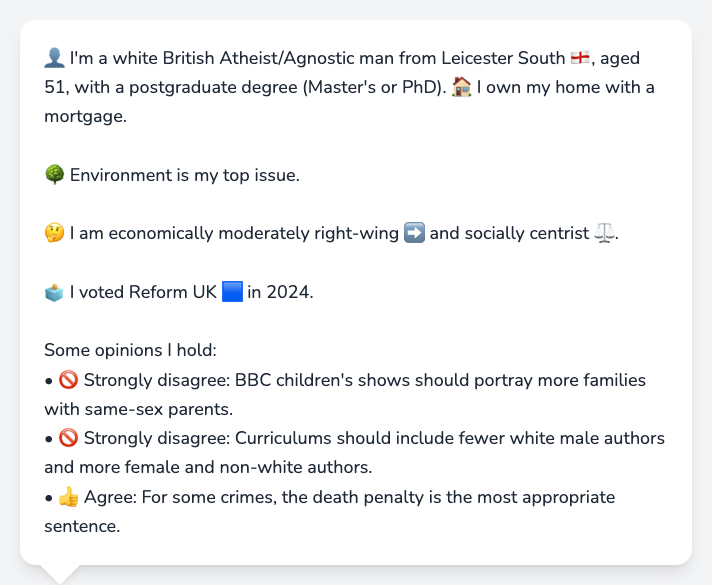 👤 I'm a white British Atheist/Agnostic man from Leicester South 🏴󠁧󠁢󠁥󠁮󠁧󠁿, aged
51, with a postgraduate degree (Master's or PhD). 🏠 I own my home with a
mortgage.
🌳 Environment is my top issue.
🤔 I am economically moderately right-wing ➡️ and socially centrist ⚖️.
🗳️ I voted Reform UK 🟦 in 2024.
Some opinions I hold:
• 🚫 Strongly disagree: BBC children's shows should portray more families
with same-sex parents.
• 🚫 Strongly disagree: Curriculums should include fewer white male authors
and more female and non-white authors.
• 👍 Agree: For some crimes, the death penalty is the most appropriate
sentence.